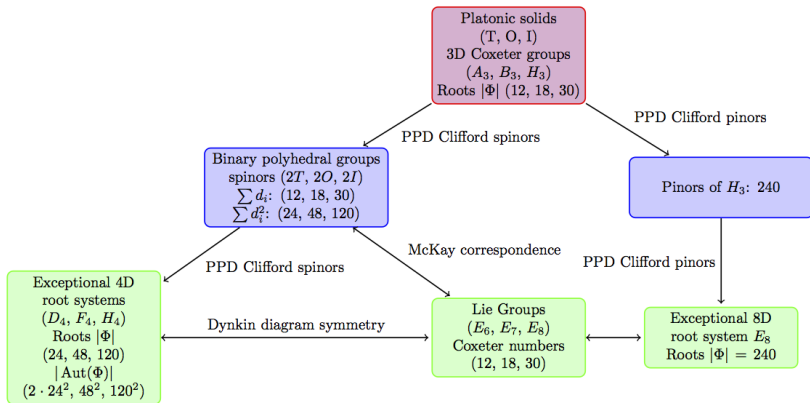 Platonic solids
(T, O, I)
3D Coxeter groups
(A₃, B₃, H₃)
Roots |Φ| (12, 18, 30)
PPD Clifford spinors
PPD Clifford pinors
Binary polyhedral groups
spinors (2T, 2O, 2I)
∑ dᵢ: (12, 18, 30)
∑ dᵢ²: (24, 48, 120)
Pinors of H₃: 240
PPD Clifford spinors
McKay correspondence
PPD Clifford pinors
Exceptional 4D
root systems
(D₄, F₄, H₄)
Roots |Φ|
(24, 48, 120)
|Aut(Φ)|
(2 · 24², 48², 120²)
Dynkin diagram symmetry
Lie Groups
(E₆, E₇, E₈)
Coxeter numbers
(12, 18, 30)
Exceptional 8D
root system E₈
Roots |Φ| = 240